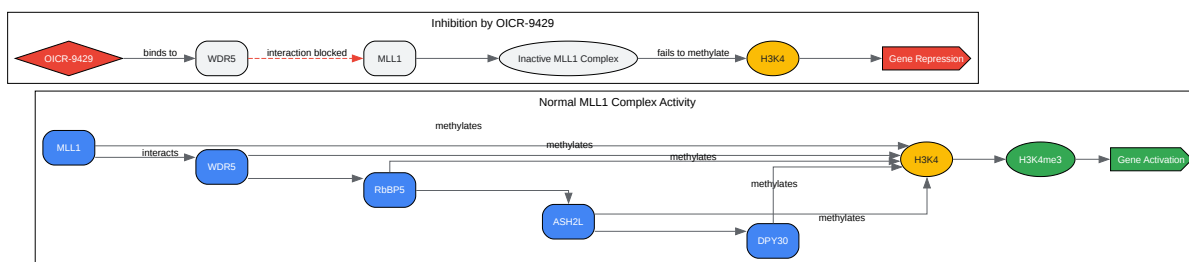 Inhibition by OICR-9429
OICR-9429
binds to
WDR5
interaction blocked
MLL1
Inactive MLL1 Complex
fails to methylate
H3K4
Gene Repression
Normal MLL1 Complex Activity
MLL1
interacts
WDR5
RbBP5
ASH2L
DPY30
methylates
methylates
methylates
methylates
methylates
H3K4
H3K4me3
Gene Activation